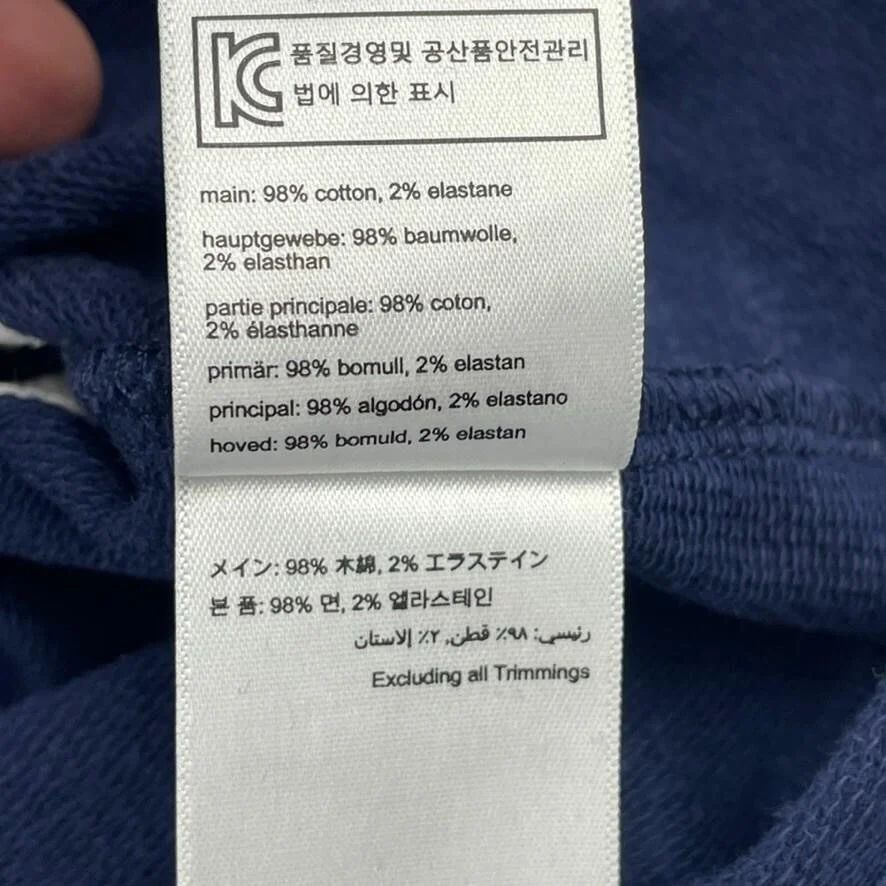 KC 품질경영및 공산품안전관리
법에 의한 표시
main: 98% cotton, 2% elastane
hauptgewebe: 98% baumwolle,
2% elasthan
partie principale: 98% coton,
2% élasthanne
primär: 98% bomull, 2% elastan
principal: 98% algodón, 2% elastano
hoved: 98% bomuld, 2% elastan
メイン: 98% 木綿, 2% エラステイン
본 품: 98% 면, 2% 엘라스테인
رئيسي: ٩٨٪ قطن, ٢٪ إلاستان
Excluding all Trimmings